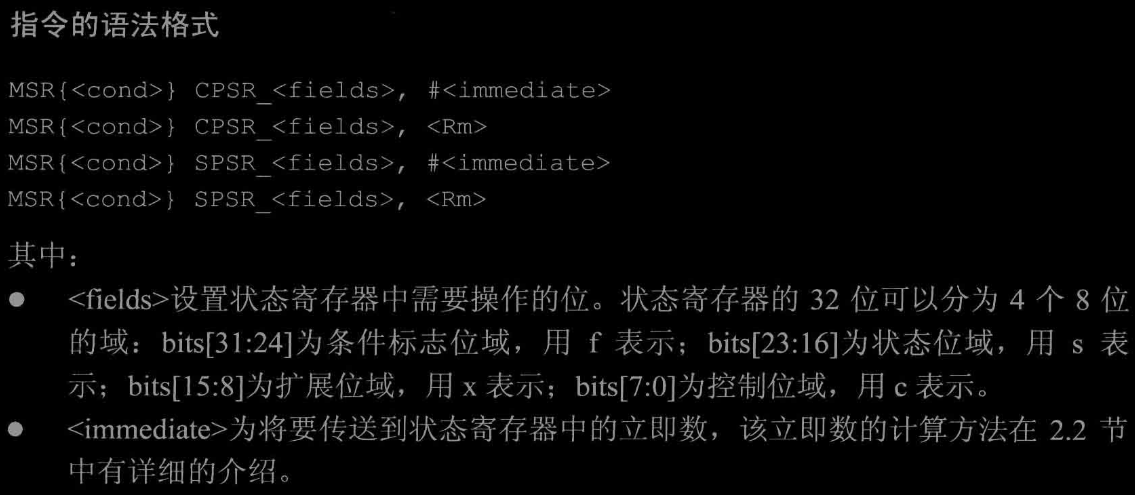 指令的语法格式
MSR{<cond>} CPSR_<fields>, #<immediate>
MSR{<cond>} CPSR_<fields>, <Rm>
MSR{<cond>} SPSR_<fields>, #<immediate>
MSR{<cond>} SPSR_<fields>, <Rm>
其中：
● <fields>设置状态寄存器中需要操作的位。状态寄存器的 32 位可以分为 4 个 8 位
的域：bits[31:24]为条件标志位域，用 f 表示；bits[23:16]为状态位域，用 s 表
示；bits[15:8]为扩展位域，用 x 表示；bits[7:0]为控制位域，用 c 表示。
● <immediate>为将要传送到状态寄存器中的立即数，该立即数的计算方法在 2.2 节
中有详细的介绍。